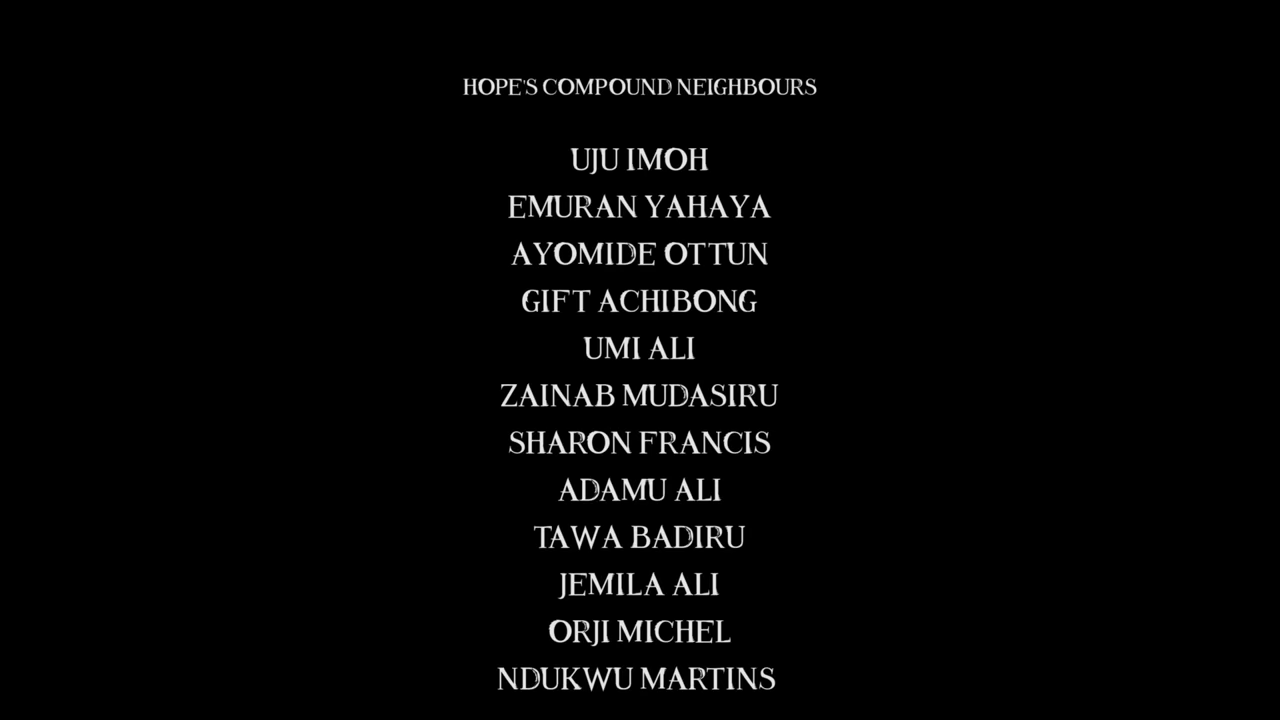 HOPE'S COMPOUND NEIGHBOURS
UJU IMOH
EMURAN YAHAYA
AYOMIDE OTTUN
GIFT ACHIBONG
UMI ALI
ZAINAB MUDASIRU
SHARON FRANCIS
ADAMU ALI
TAWA BADIRU
JEMILA ALI
ORJI MICHEL
NDUKWU MARTINS